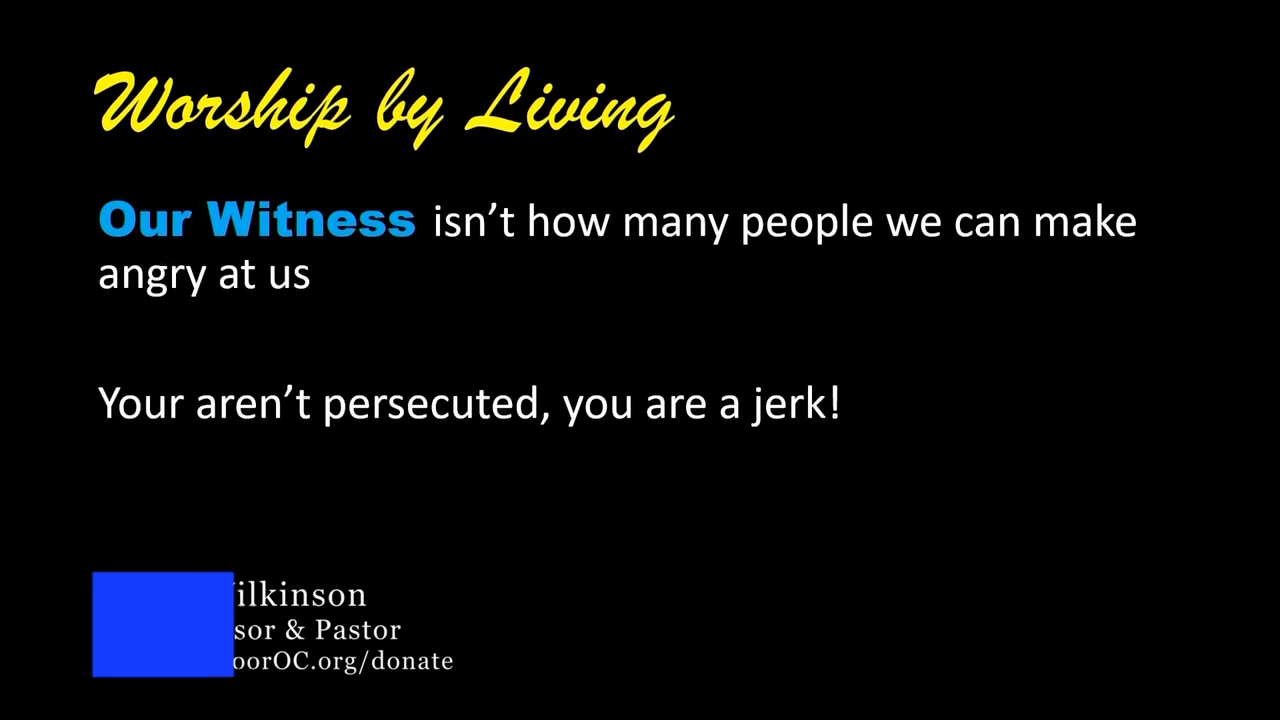 Worship by Living
Our Witness isn’t how many people we can make
angry at us
Your aren’t persecuted, you are a jerk!
ilkinson
sor & Pastor
oorOC.org/donate